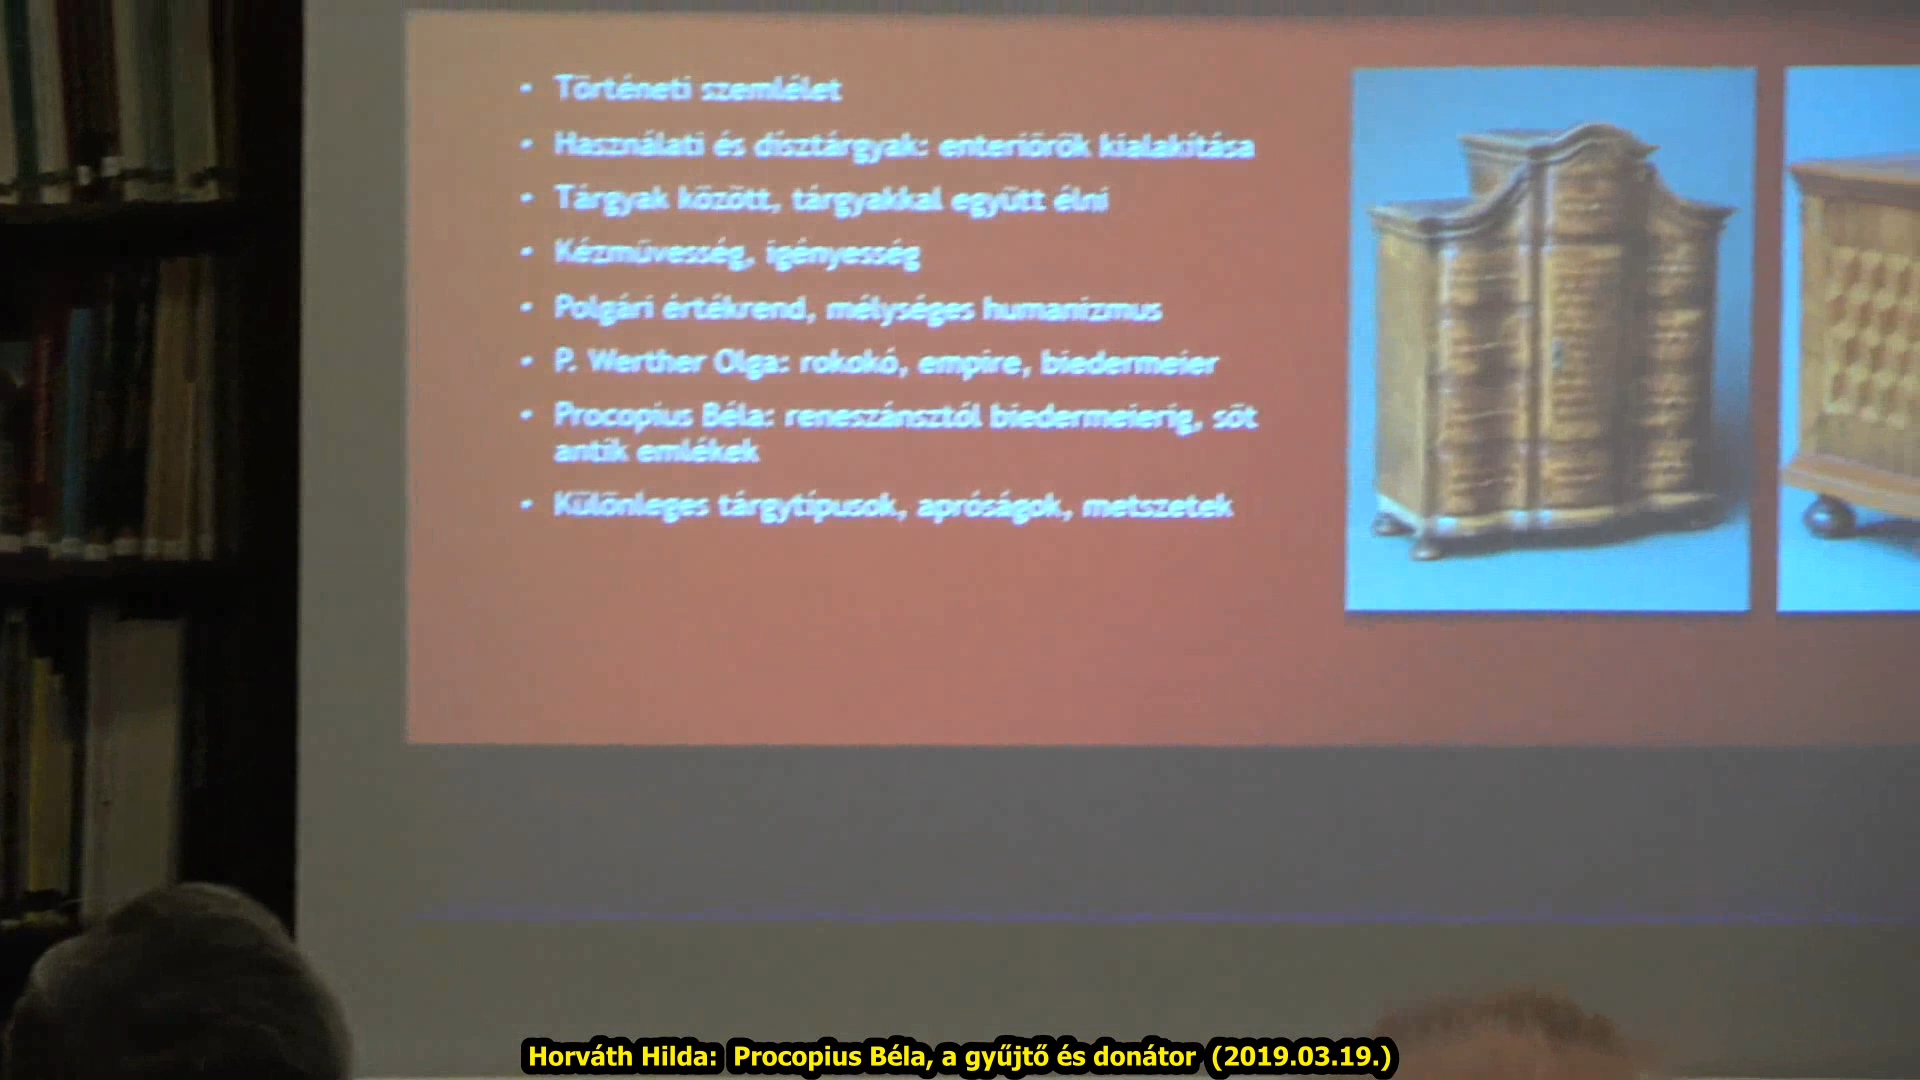 • Történeti szemlélet
• Használati és dísztárgyak: enteriőrök kialakítása
• Tárgyak között, tárgyakkal együtt élni
• Kézművesség, igényesség
• Polgári értékrend, mélységes humanizmus
• P. Werther Olga: rokokó, empire, biedermeier
• Procopius Béla: reneszánsztól biedermeierig, sőt
antik emlékek
• Különleges tárgytípusok, apróságok, metszetek
Horváth Hilda: Procopius Béla, a gyűjtő és donátor (2019.03.19.)